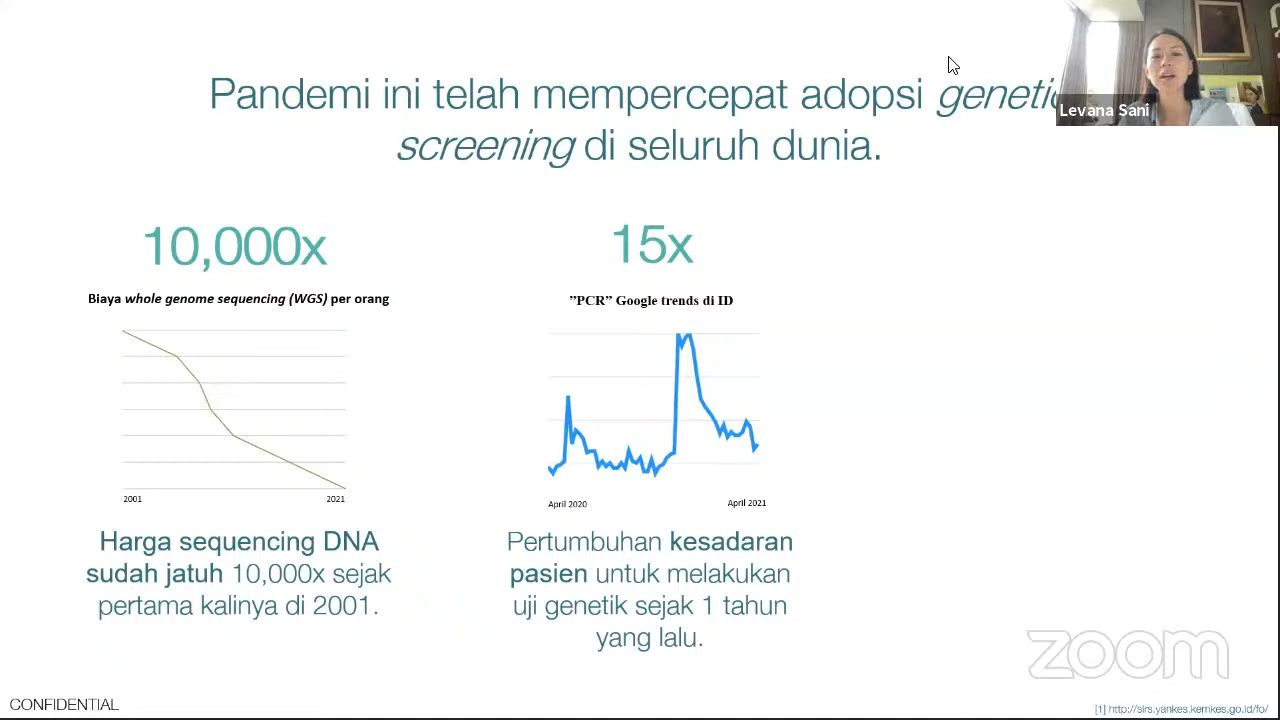 Pandemi ini telah mempercepat adopsi genetic
screening di seluruh dunia.
Levana Sani
10,000x
Biaya whole genome sequencing (WGS) per orang
2001
2021
Harga sequencing DNA
sudah jatuh 10,000x sejak
pertama kalinya di 2001.
15x
”PCR” Google trends di ID
April 2020
April 2021
Pertumbuhan kesadaran
pasien untuk melakukan
uji genetik sejak 1 tahun
yang lalu.
zoom
CONFIDENTIAL
[1] http://sirs.yankes.kemkes.go.id/fo/